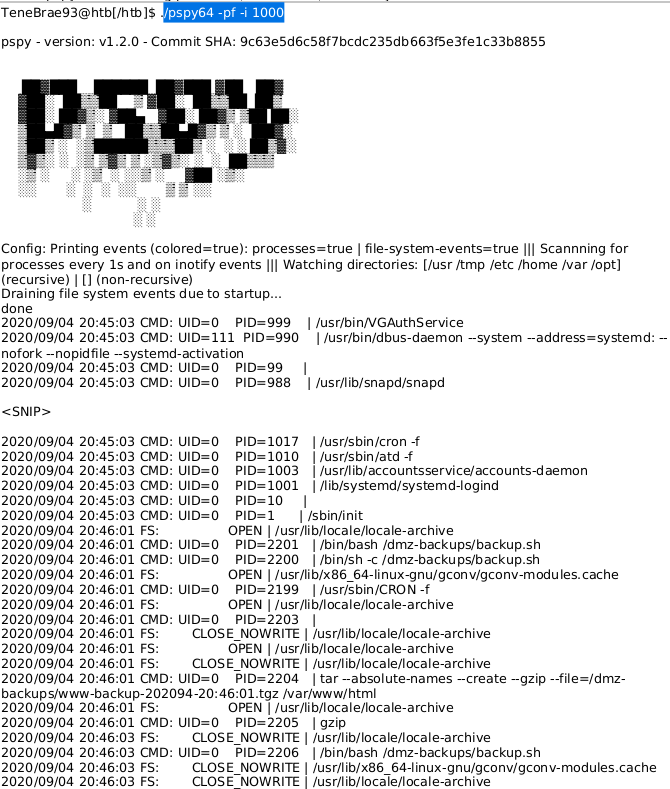 TeneBrae93@htb[/htb]$ ./pspy64 -pf -i 1000
pspy - version: v1.2.0 - Commit SHA: 9c63e5d6c58f7bcdc235db663f5e3fe1c33b8855
Config: Printing events (colored=true): processes=true | file-system-events=true ||| Scannning for
processes every 1s and on inotify events ||| Watching directories: [/usr /tmp /etc /home /var /opt]
(recursive) | [] (non-recursive)
Draining file system events due to startup...
done
2020/09/04 20:45:03 CMD: UID=0 PID=999 | /usr/bin/VGAuthService
2020/09/04 20:45:03 CMD: UID=111 PID=990 | /usr/bin/dbus-daemon --system --address=systemd: --
nofork --nopidfile --systemd-activation
2020/09/04 20:45:03 CMD: UID=0 PID=99 |
2020/09/04 20:45:03 CMD: UID=0 PID=988 | /usr/lib/snapd/snapd
<SNIP>
2020/09/04 20:45:03 CMD: UID=0 PID=1017 | /usr/sbin/cron -f
2020/09/04 20:45:03 CMD: UID=0 PID=1010 | /usr/sbin/atd -f
2020/09/04 20:45:03 CMD: UID=0 PID=1003 | /usr/lib/accountsservice/accounts-daemon
2020/09/04 20:45:03 CMD: UID=0 PID=1001 | /lib/systemd/systemd-logind
2020/09/04 20:45:03 CMD: UID=0 PID=10 |
2020/09/04 20:45:03 CMD: UID=0 PID=1 | /sbin/init
2020/09/04 20:46:01 FS: OPEN | /usr/lib/locale/locale-archive
2020/09/04 20:46:01 CMD: UID=0 PID=2201 | /bin/bash /dmz-backups/backup.sh
2020/09/04 20:46:01 CMD: UID=0 PID=2200 | /bin/sh -c /dmz-backups/backup.sh
2020/09/04 20:46:01 FS: OPEN | /usr/lib/x86_64-linux-gnu/gconv/gconv-modules.cache
2020/09/04 20:46:01 CMD: UID=0 PID=2199 | /usr/sbin/CRON -f
2020/09/04 20:46:01 FS: OPEN | /usr/lib/locale/locale-archive
2020/09/04 20:46:01 CMD: UID=0 PID=2203 |
2020/09/04 20:46:01 FS: CLOSE_NOWRITE | /usr/lib/locale/locale-archive
2020/09/04 20:46:01 FS: OPEN | /usr/lib/locale/locale-archive
2020/09/04 20:46:01 FS: CLOSE_NOWRITE | /usr/lib/locale/locale-archive
2020/09/04 20:46:01 CMD: UID=0 PID=2204 | tar --absolute-names --create --gzip --file=/dmz-
backups/www-backup-202094-20:46:01.tgz /var/www/html
2020/09/04 20:46:01 FS: OPEN | /usr/lib/locale/locale-archive
2020/09/04 20:46:01 CMD: UID=0 PID=2205 | gzip
2020/09/04 20:46:03 FS: CLOSE_NOWRITE | /usr/lib/locale/locale-archive
2020/09/04 20:46:03 CMD: UID=0 PID=2206 | /bin/bash /dmz-backups/backup.sh
2020/09/04 20:46:03 FS: CLOSE_NOWRITE | /usr/lib/x86_64-linux-gnu/gconv/gconv-modules.cache
2020/09/04 20:46:03 FS: CLOSE_NOWRITE | /usr/lib/locale/locale-archive